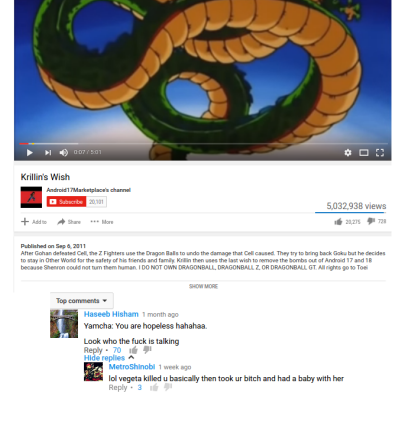 0:07 / 5:01
Krillin's Wish
Android17Marketplace's channel
Subscribe 20,101
5,032,938 views
Add to Share More
20,275 726
Published on Sep 6, 2011
After Gohan defeated Cell, the Z Fighters use the Dragon Balls to undo the damage that Cell caused. They try to bring back Goku but he decides
to stay in Other World for the safety of his friends and family. Krillin then uses the last wish to remove the bombs out of Android 17 and 18
because Shenron could not turn them human. I DO NOT OWN DRAGONBALL, DRAGONBALL Z, OR DRAGONBALL GT. All rights go to Toei
SHOW MORE
Top comments
Haseeb Hisham 1 month ago
Yamcha: You are hopeless hahahaa.
Look who the fuck is talking
Reply • 70
Hide replies
MetroShinobi 1 week ago
lol vegeta killed u basically then took ur bitch and had a baby with her
Reply • 3